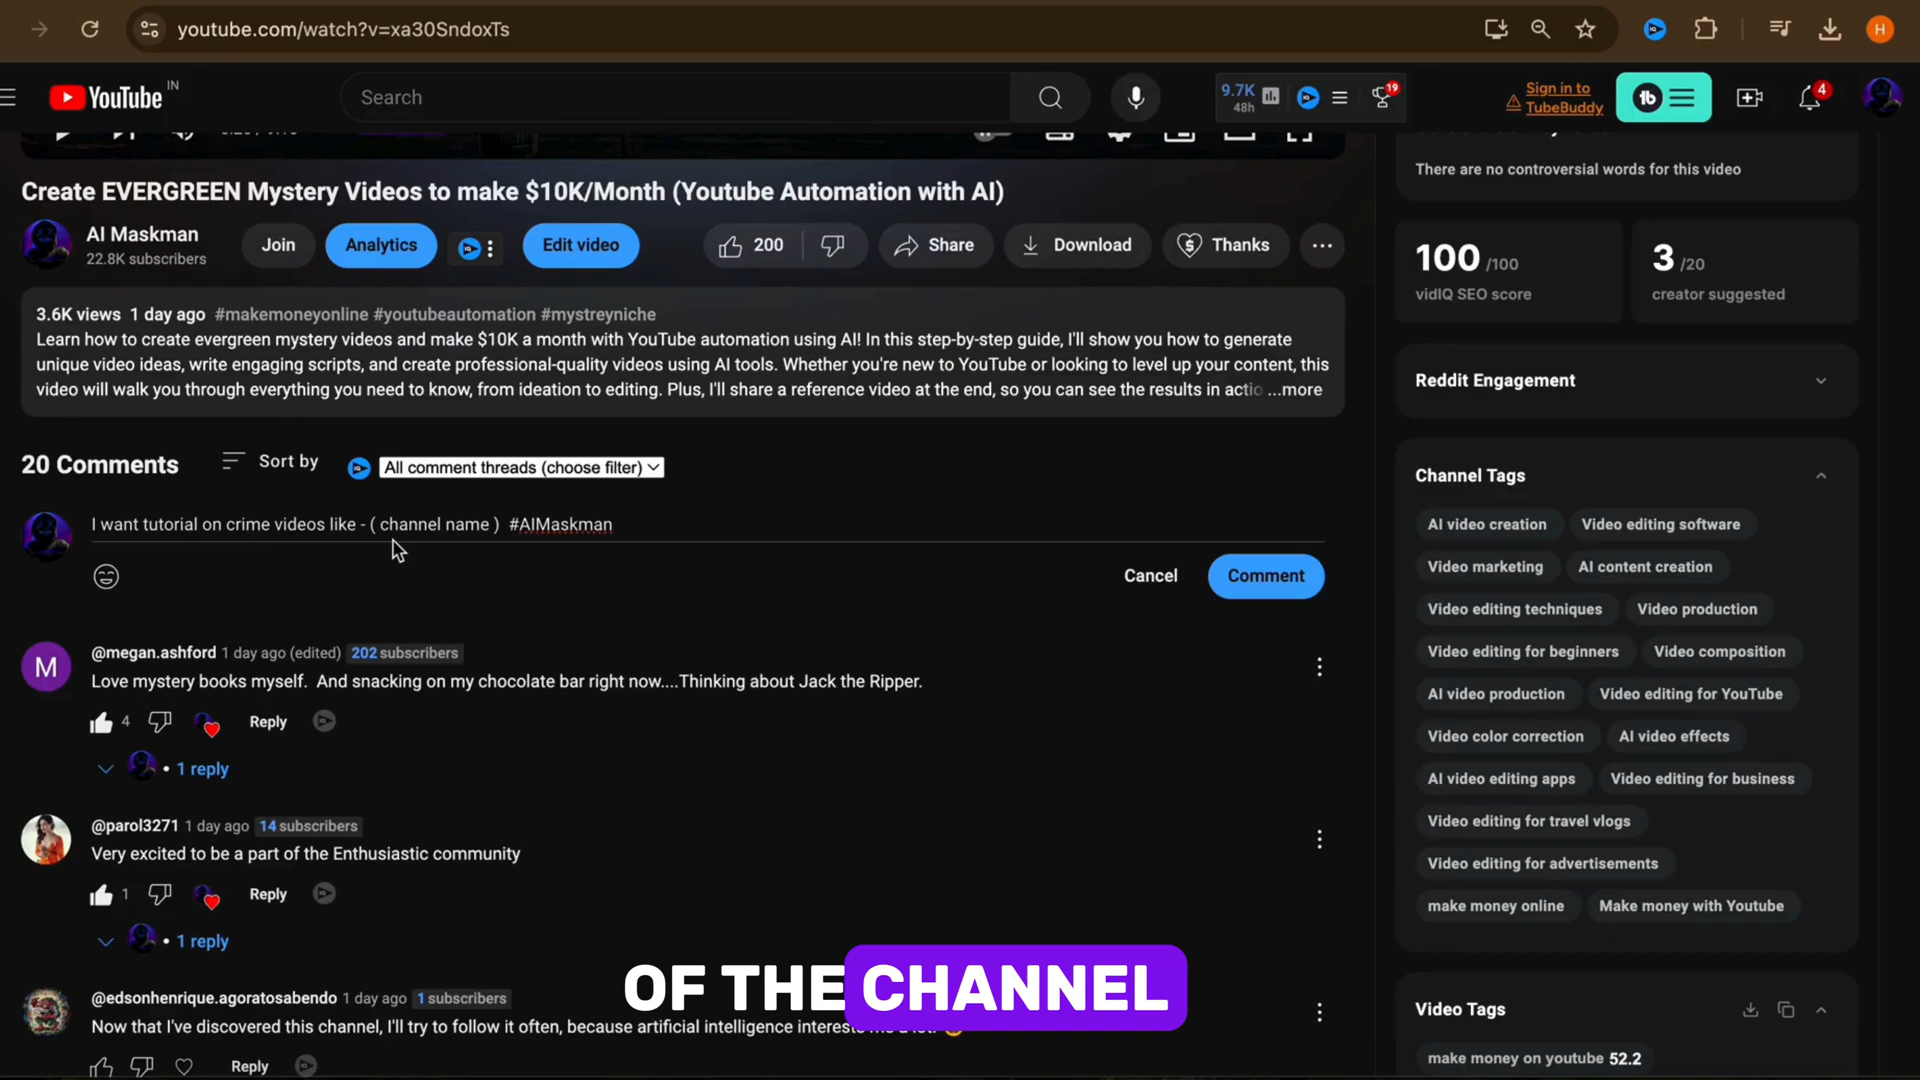 youtube.com/watch?v=xa30SndoxTs
H
YouTube IN
Search
9.7K
48h
19
Sign in to
TubeBuddy
4
There are no controversial words for this video
Create EVERGREEN Mystery Videos to make $10K/Month (Youtube Automation with AI)
AI Maskman
22.8K subscribers
Join
Analytics
Edit video
200
Share
Download
Thanks
100 /100
vidIQ SEO score
3 /20
creator suggested
3.6K views 1 day ago #makemoneyonline #youtubeautomation #mystreyniche
Learn how to create evergreen mystery videos and make $10K a month with YouTube automation using AI! In this step-by-step guide, I'll show you how to generate
unique video ideas, write engaging scripts, and create professional-quality videos using AI tools. Whether you're new to YouTube or looking to level up your content, this
video will walk you through everything you need to know, from ideation to editing. Plus, I'll share a reference video at the end, so you can see the results in actio ...more
Reddit Engagement
20 Comments
Sort by
All comment threads (choose filter)
I want tutorial on crime videos like - ( channel name ) #AIMaskman
Cancel
Comment
@megan.ashford 1 day ago (edited) 202 subscribers
Love mystery books myself. And snacking on my chocolate bar right now....Thinking about Jack the Ripper.
4
Reply
• 1 reply
@parol3271 1 day ago 14 subscribers
Very excited to be a part of the Enthusiastic community
1
Reply
• 1 reply
@edsonhenrique.agoratosabendo 1 day ago 1 subscribers
Now that I've discovered this channel, I'll try to follow it often, because artificial intelligence interests me a lot.
Reply
OF THE CHANNEL
Channel Tags
AI video creation
Video editing software
Video marketing
AI content creation
Video editing techniques
Video production
Video editing for beginners
Video composition
AI video production
Video editing for YouTube
Video color correction
AI video effects
AI video editing apps
Video editing for business
Video editing for travel vlogs
Video editing for advertisements
make money online
Make money with Youtube
Video Tags
make money on youtube 52.2